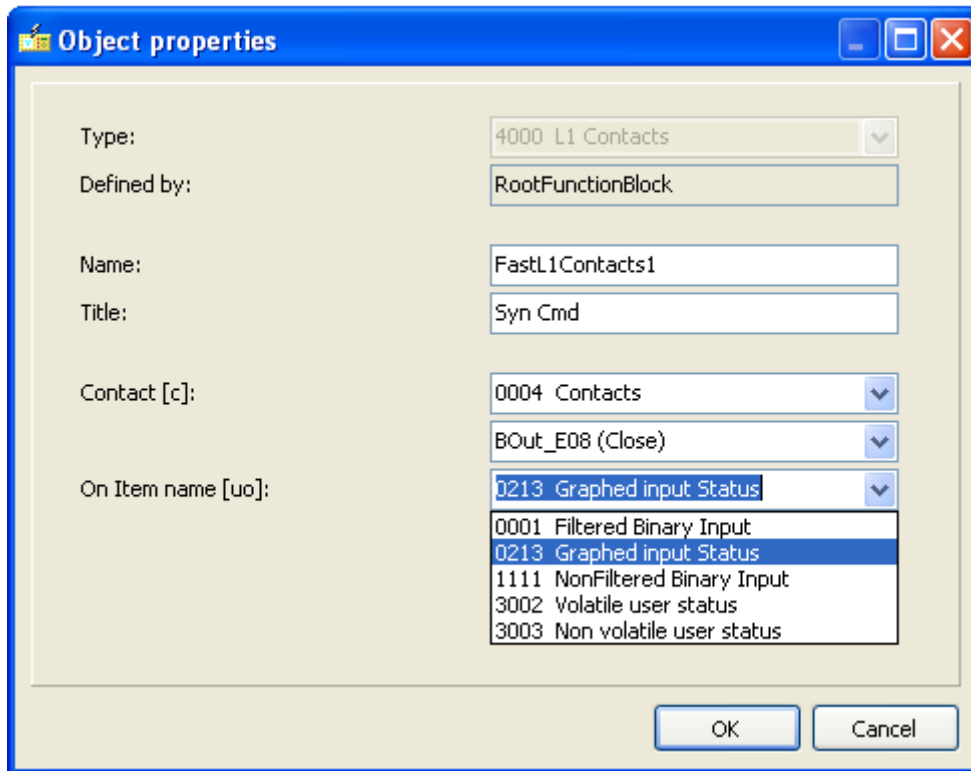 Object properties
Type: 4000 L1 Contacts
Defined by: RootFunctionBlock
Name: FastL1Contacts1
Title: Syn Cmd
Contact [c]: 0004 Contacts
BOut_E08 (Close)
On Item name [uo]: 0213 Graphed input Status
0001 Filtered Binary Input
0213 Graphed input Status
1111 NonFiltered Binary Input
3002 Volatile user status
3003 Non volatile user status
OK Cancel